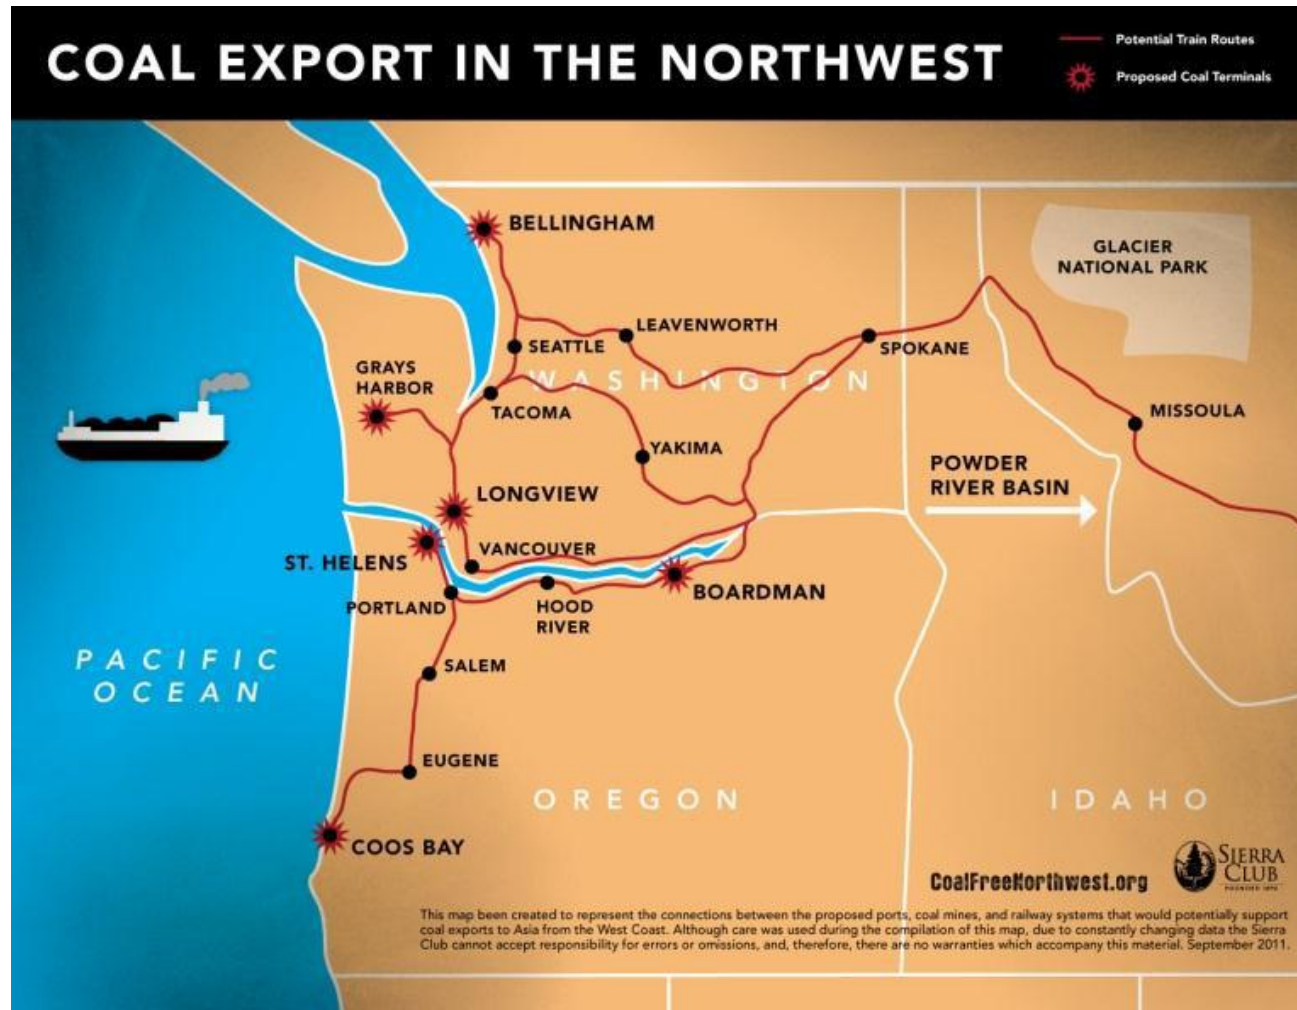 COAL EXPORT IN THE NORTHWEST
Potential Train Routes
Proposed Coal Terminals
BELLINGHAM
GLACIER
NATIONAL PARK
LEAVENWORTH
SEATTLE
SPOKANE
GRAYS
HARBOR
WASHINGTON
TACOMA
MISSOULA
YAKIMA
POWDER
RIVER BASIN
LONGVIEW
VANCOUVER
ST. HELENS
BOARDMAN
PORTLAND
HOOD
RIVER
PACIFIC
OCEAN
SALEM
EUGENE
OREGON
IDAHO
COOS BAY
CoalFreeNorthwest.org
SIERRA
CLUB
FOUNDED 1892
This map been created to represent the connections between the proposed ports, coal mines, and railway systems that would potentially support
coal exports to Asia from the West Coast. Although care was used during the compilation of this map, due to constantly changing data the Sierra
Club cannot accept responsibility for errors or omissions, and, therefore, there are no warranties which accompany this material. September 2011.